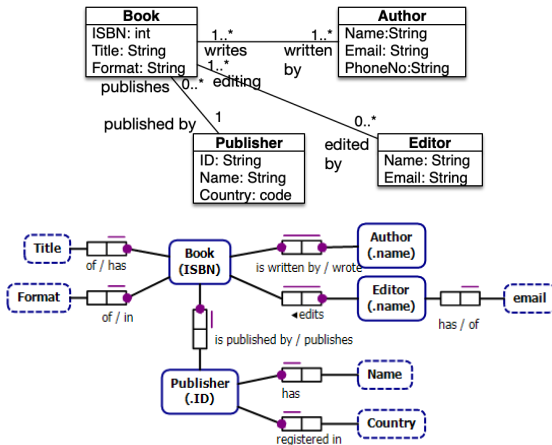 Book
ISBN: int
Title: String
Format: String
Author
Name:String
Email: String
PhoneNo:String
1..*
writes
1..*
written
by
1..*
editing
publishes
0..*
published by
1
0..*
edited
by
Publisher
ID: String
Name: String
Country: code
Editor
Name: String
Email: String
Title
of / has
Book
(ISBN)
is written by / wrote
Author
(.name)
Format
of / in
◄edits
Editor
(.name)
has / of
email
is published by / publishes
Publisher
(.ID)
has
Name
registered in
Country